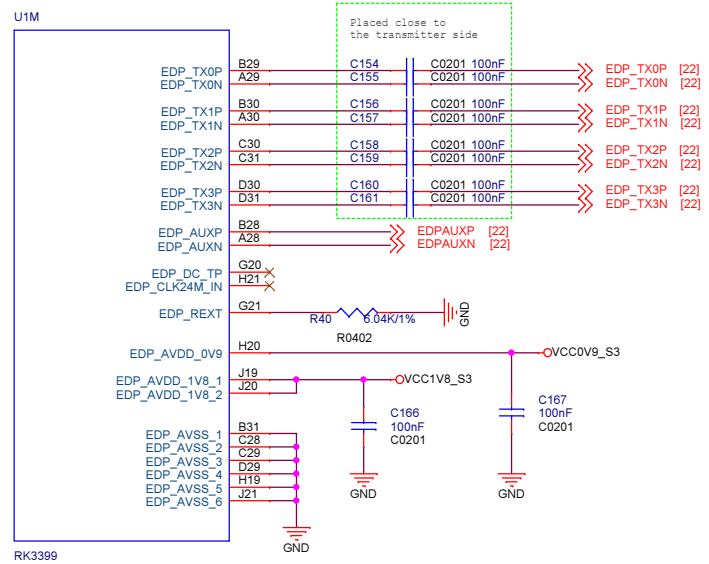 U1M
Placed close to
the transmitter side
EDP_TX0P B29 C154 C0201 100nF EDP_TX0P [22]
EDP_TX0N A29 C155 C0201 100nF EDP_TX0N [22]
EDP_TX1P B30 C156 C0201 100nF EDP_TX1P [22]
EDP_TX1N A30 C157 C0201 100nF EDP_TX1N [22]
EDP_TX2P C30 C158 C0201 100nF EDP_TX2P [22]
EDP_TX2N C31 C159 C0201 100nF EDP_TX2N [22]
EDP_TX3P D30 C160 C0201 100nF EDP_TX3P [22]
EDP_TX3N D31 C161 C0201 100nF EDP_TX3N [22]
EDP_AUXP B28 EDPAUXP [22]
EDP_AUXN A28 EDPAUXN [22]
EDP_DC_TP G20
EDP_CLK24M_IN H21
EDP_REXT G21 R40 6.04K/1% GND
R0402
EDP_AVDD_0V9 H20 VCC0V9_S3
EDP_AVDD_1V8_1 J19 VCC1V8_S3
EDP_AVDD_1V8_2 J20
C166
100nF
C0201
GND
C167
100nF
C0201
GND
EDP_AVSS_1 B31
EDP_AVSS_2 C28
EDP_AVSS_3 C29
EDP_AVSS_4 D29
EDP_AVSS_5 H19
EDP_AVSS_6 J21
GND
RK3399